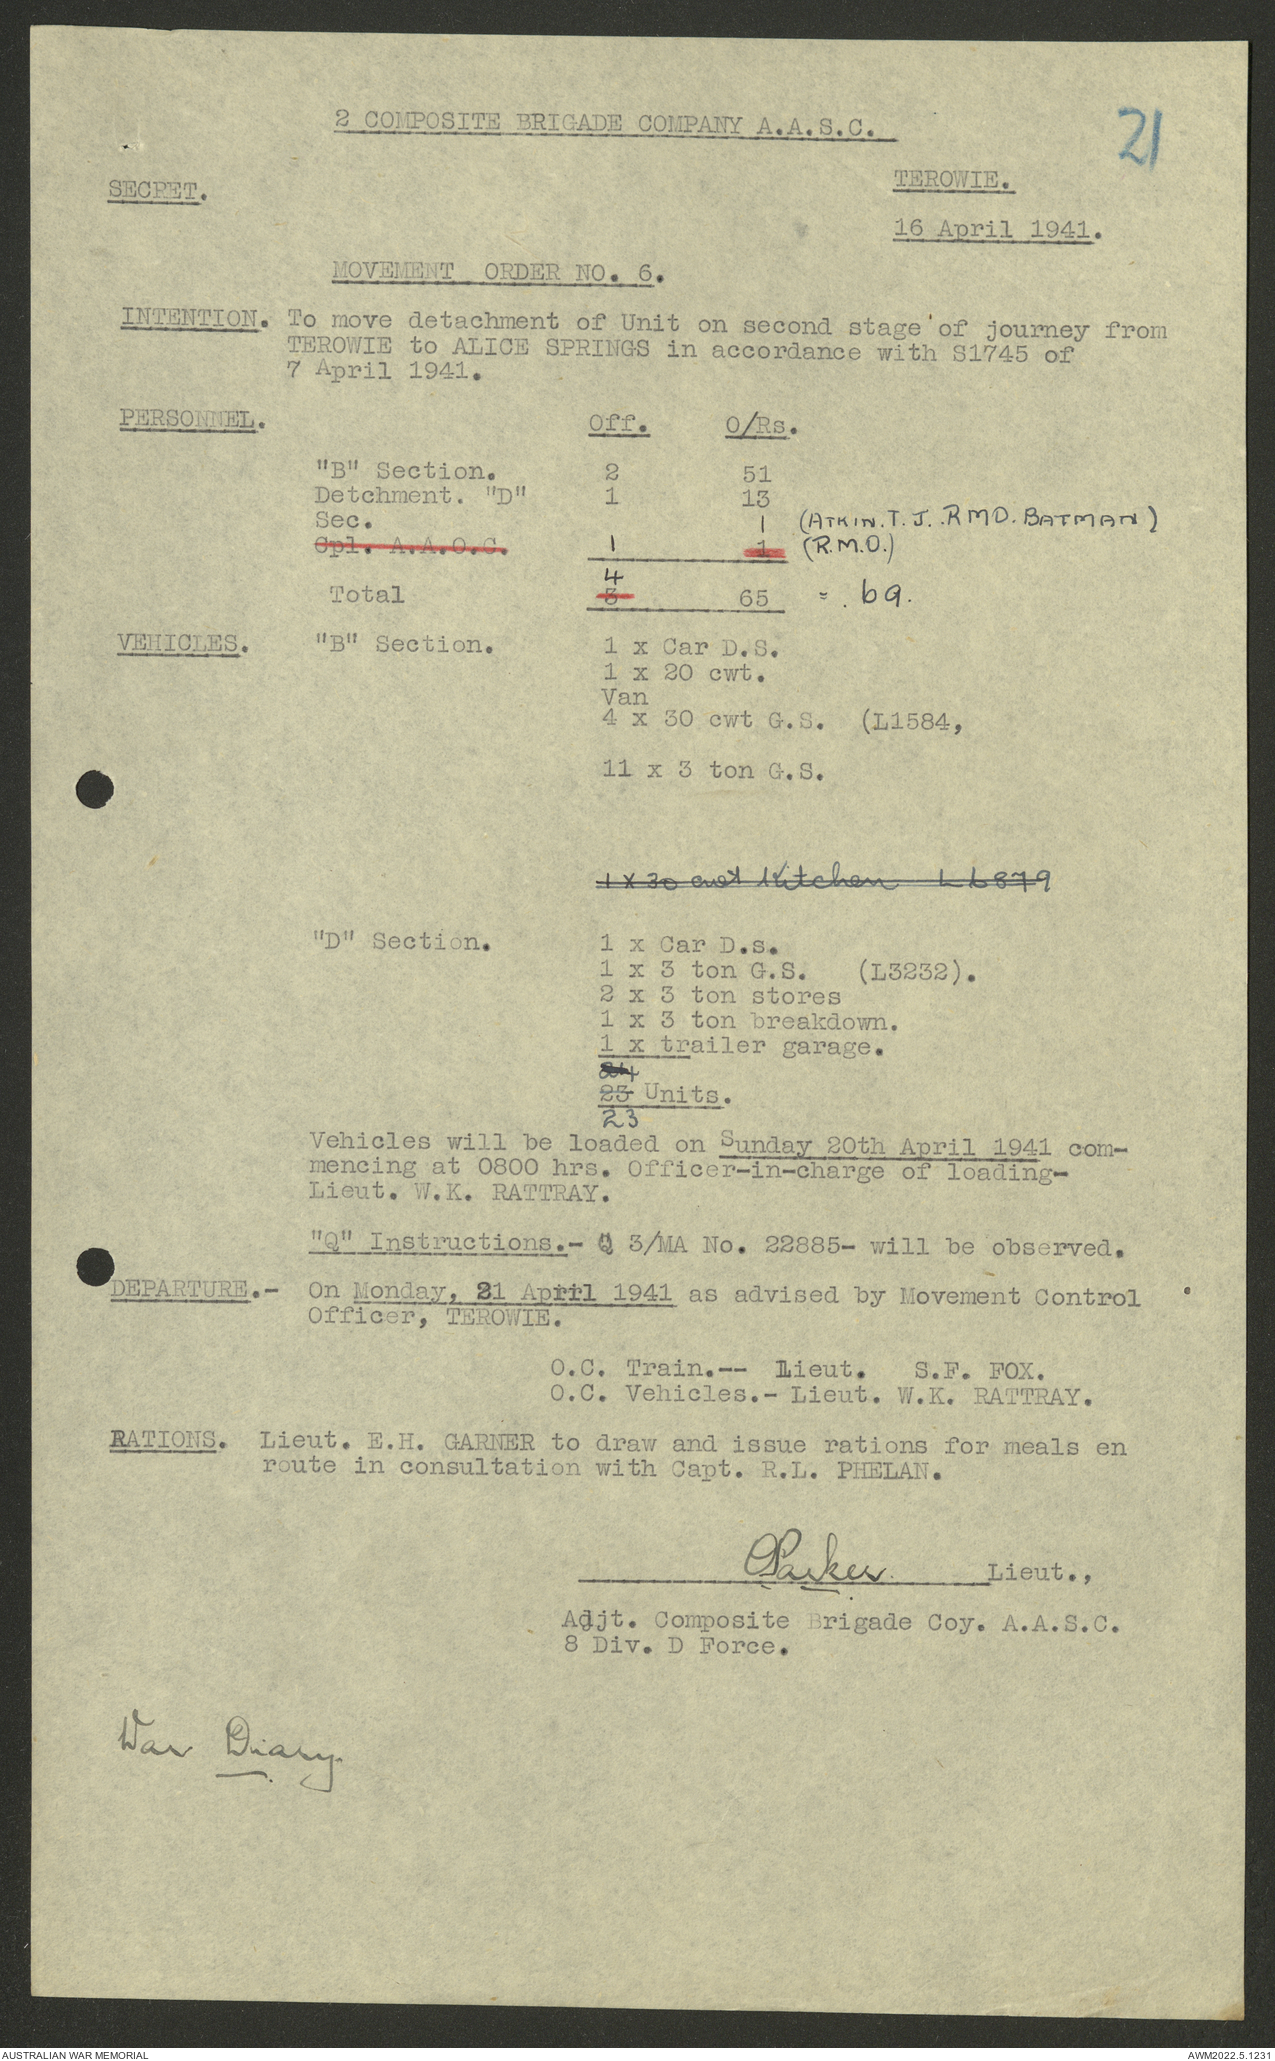 2 COMPOSITE BRIGADE COMPANY A.A.S.C.
21
SECRET.
TEROWIE.
16 April 1941.
MOVEMENT ORDER NO. 6.
INTENTION. To move detachment of Unit on second stage of journey from
TEROWIE to ALICE SPRINGS in accordance with S1745 of
7 April 1941.
PERSONNEL. Off. O/Rs.
"B" Section. 2 51
Detchment. "D" 1 13
Sec. 1 (ATKIN. T. J. RMO. BATMAN)
Cpl. A.A.O.C. 1 1 (R.M.O.)
4
Total 3 65 = 69.
VEHICLES. "B" Section. 1 x Car D.S.
1 x 20 cwt.
Van
4 x 30 cwt G.S. (L1584,
11 x 3 ton G.S.
1 x 30 cwt Kitchen L6879
"D" Section. 1 x Car D.s.
1 x 3 ton G.S. (L3232).
2 x 3 ton stores
1 x 3 ton breakdown.
1 x trailer garage.
24
23 Units.
23
Vehicles will be loaded on Sunday 20th April 1941 com-
mencing at 0800 hrs. Officer-in-charge of loading-
Lieut. W.K. RATTRAY.
"Q" Instructions.- Q 3/MA No. 22885- will be observed.
DEPARTURE.- On Monday, 21 April 1941 as advised by Movement Control
Officer, TEROWIE.
O.C. Train.-- Lieut. S.F. FOX.
O.C. Vehicles.- Lieut. W.K. RATTRAY.
RATIONS. Lieut. E.H. GARNER to draw and issue rations for meals en
route in consultation with Capt. R.L. PHELAN.
Parker. Lieut.,
Adjt. Composite Brigade Coy. A.A.S.C.
8 Div. D Force.
War Diary.
AUSTRALIAN WAR MEMORIAL
AWM2022.5.1231